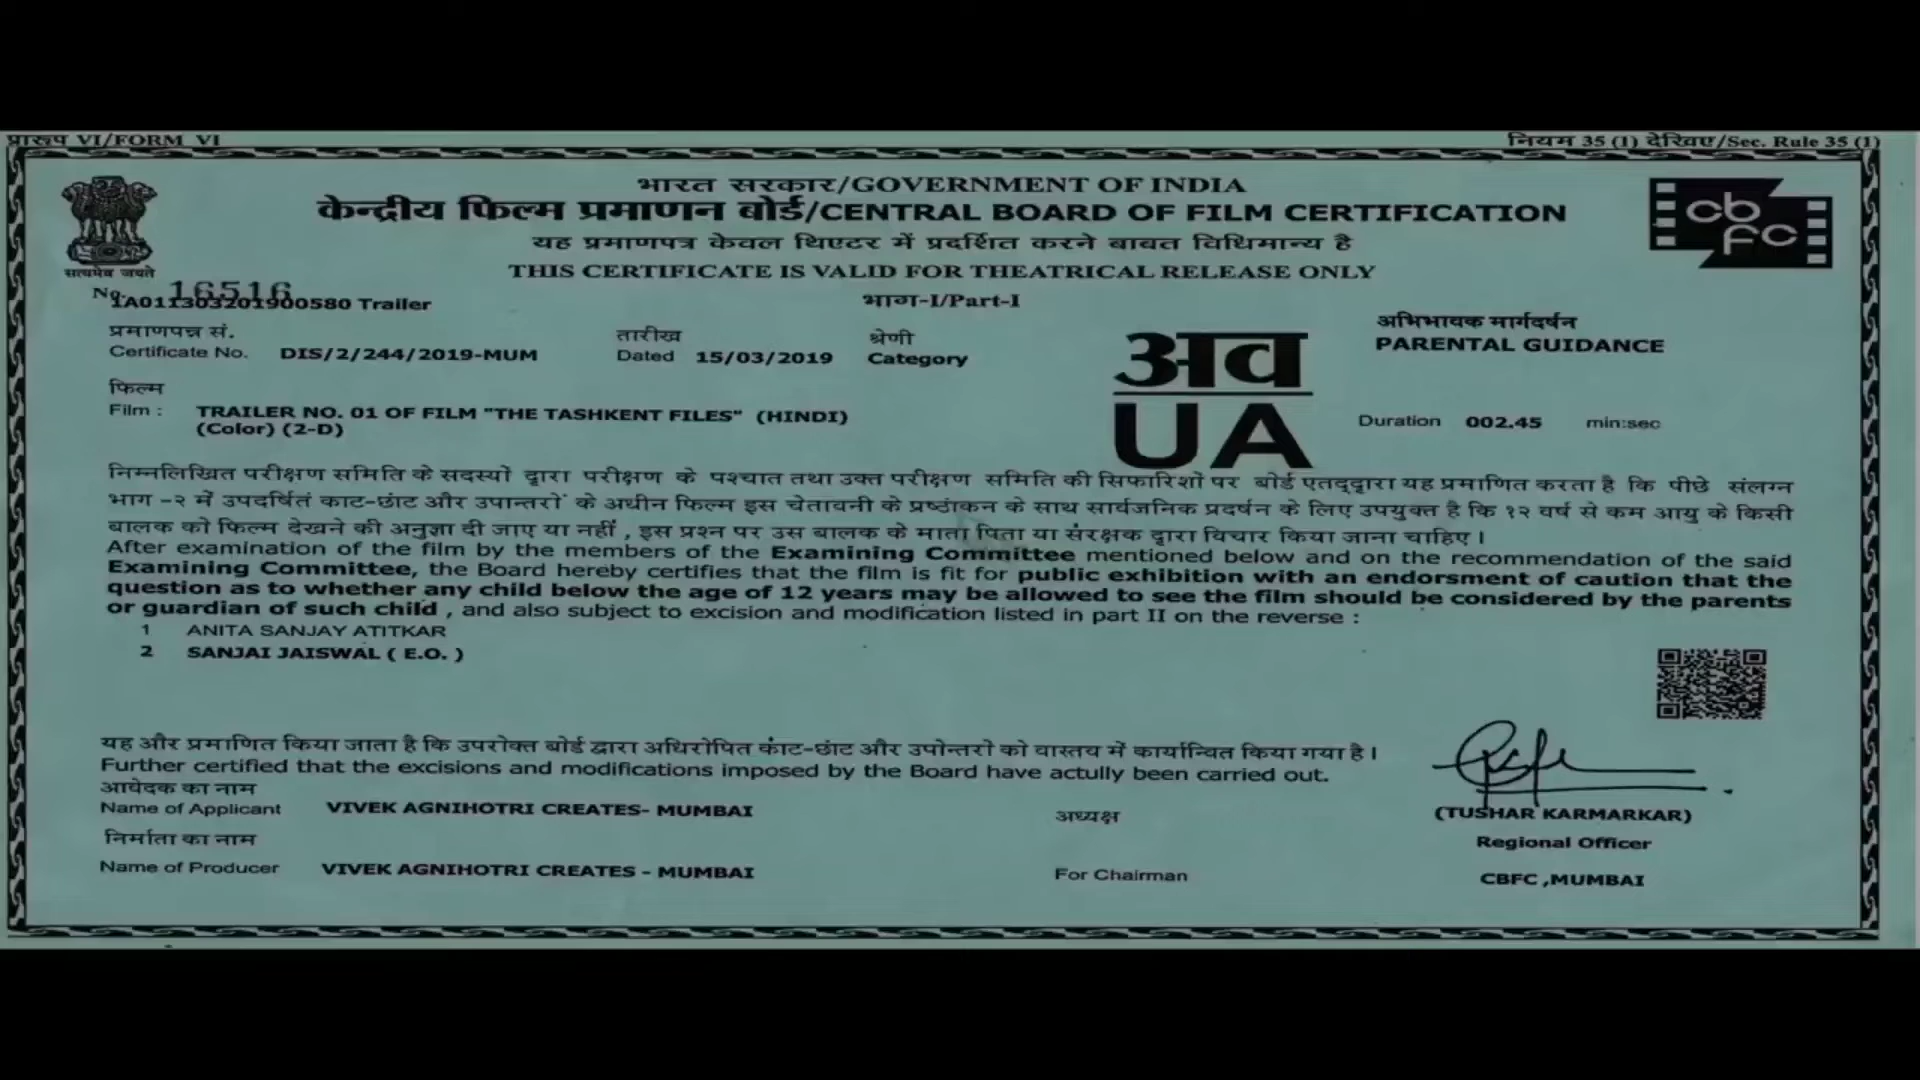 प्रारूप VI/FORM VI
नियम 35 (1) देखिए/Sec. Rule 35 (1)
भारत सरकार/GOVERNMENT OF INDIA
केन्द्रीय फिल्म प्रमाणन बोर्ड/CENTRAL BOARD OF FILM CERTIFICATION
cbfc
यह प्रमाणपत्र केवल थिएटर में प्रदर्शित करने बाबत विधिमान्य है
सत्यमेव जयते
THIS CERTIFICATE IS VALID FOR THEATRICAL RELEASE ONLY
No. 16516
1A011303201900580 Trailer
भाग-I/Part-I
प्रमाणपत्र सं. तारीख श्रेणी
अभिभावक मार्गदर्शन
Certificate No. DIS/2/244/2019-MUM Dated 15/03/2019 Category
अव
UA
PARENTAL GUIDANCE
फिल्म
Film : TRAILER NO. 01 OF FILM "THE TASHKENT FILES" (HINDI)
(Color) (2-D)
Duration 002.45 min:sec
निम्नलिखित परीक्षण समिति के सदस्यों द्वारा परीक्षण के पश्चात तथा उक्त परीक्षण समिति की सिफारिशों पर बोर्ड एतद्द्वारा यह प्रमाणित करता है कि पीछे संलग्न
भाग -२ में उपदर्षित काट-छांट और उपान्तरों के अधीन फिल्म इस चेतावनी के प्रष्ठांकन के साथ सार्वजनिक प्रदर्शन के लिए उपयुक्त है कि १२ वर्ष से कम आयु के किसी
बालक को फिल्म देखने की अनुज्ञा दी जाए या नहीं , इस प्रश्न पर उस बालक के माता पिता या संरक्षक द्वारा विचार किया जाना चाहिए ।
After examination of the film by the members of the Examining Committee mentioned below and on the recommendation of the said
Examining Committee, the Board hereby certifies that the film is fit for public exhibition with an endorsment of caution that the
question as to whether any child below the age of 12 years may be allowed to see the film should be considered by the parents
or guardian of such child , and also subject to excision and modification listed in part II on the reverse :
1 ANITA SANJAY ATITKAR
2 SANJAI JAISWAL ( E.O. )
यह और प्रमाणित किया जाता है कि उपरोक्त बोर्ड द्वारा अधिरोपित कांट-छांट और उपोन्तरो को वास्तव में कार्यान्वित किया गया है ।
Further certified that the excisions and modifications imposed by the Board have actully been carried out.
आवेदक का नाम
Name of Applicant VIVEK AGNIHOTRI CREATES- MUMBAI
अध्यक्ष
(TUSHAR KARMARKAR)
निर्माता का नाम
Regional Officer
Name of Producer VIVEK AGNIHOTRI CREATES - MUMBAI
For Chairman
CBFC ,MUMBAI